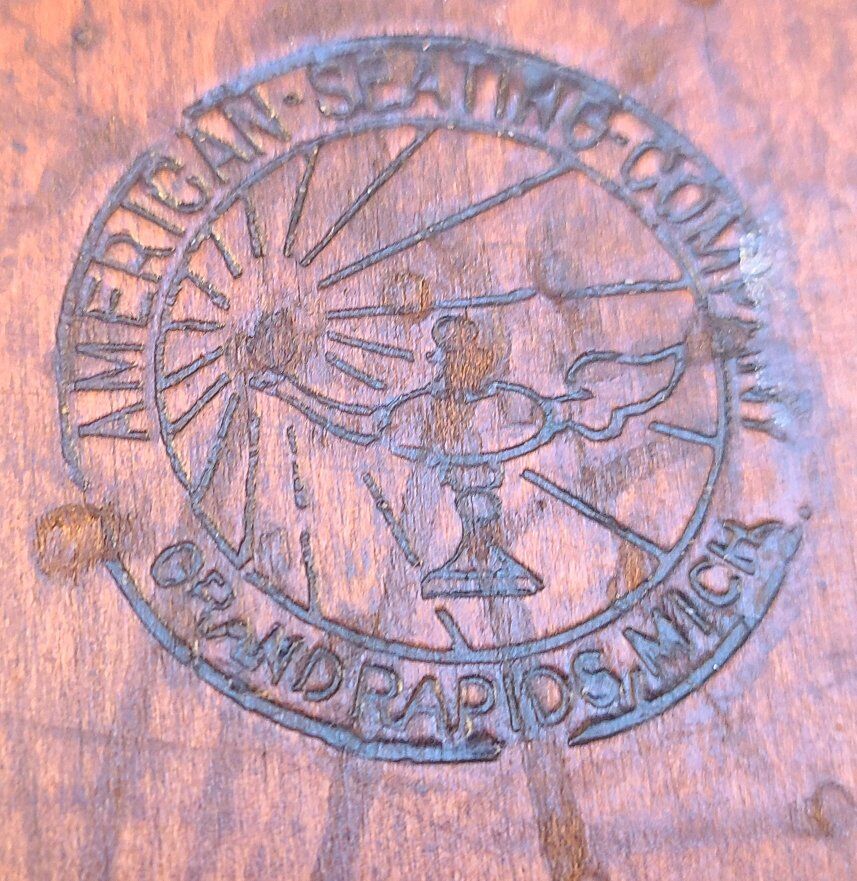 AMERICAN·SEATING-COMPANY
GRAND RAPIDS, MICH